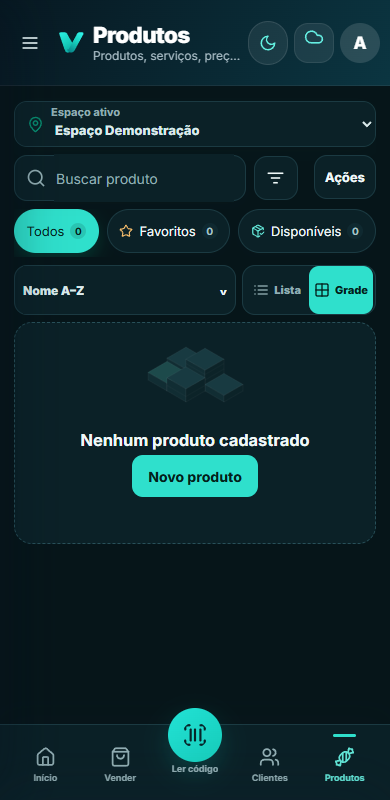 Produtos
Produtos, serviços, preç...
A
Espaço ativo
Espaço Demonstração
Buscar produto
Ações
Todos 0
Favoritos 0
Disponíveis 0
Nome A–Z
Lista
Grade
Nenhum produto cadastrado
Novo produto
Início
Vender
Ler código
Clientes
Produtos